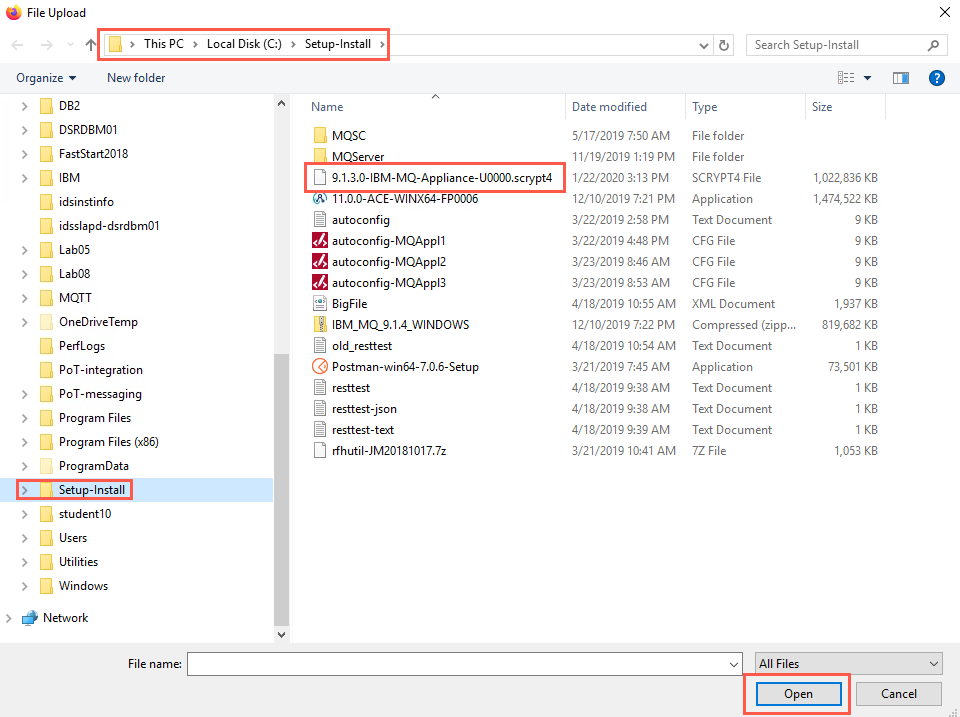 File Upload
This PC > Local Disk (C:) > Setup-Install >
Search Setup-Install
Organize New folder
Name Date modified Type Size
DB2
DSRDBM01
FastStart2018
IBM
idsinstinfo
idsslapd-dsrdbm01
Lab05
Lab08
MQTT
OneDriveTemp
PerfLogs
PoT-integration
PoT-messaging
Program Files
Program Files (x86)
ProgramData
Setup-Install
student10
Users
Utilities
Windows
Network
MQSC 5/17/2019 7:50 AM File folder
MQServer 11/19/2019 1:19 PM File folder
9.1.3.0-IBM-MQ-Appliance-U0000.scrypt4 1/22/2020 3:13 PM SCRYPT4 File 1,022,836 KB
11.0.0-ACE-WINX64-FP0006 12/10/2019 7:21 PM Application 1,474,522 KB
autoconfig 3/22/2019 2:58 PM Text Document 9 KB
autoconfig-MQAppl1 3/22/2019 4:48 PM CFG File 9 KB
autoconfig-MQAppl2 3/23/2019 8:46 AM CFG File 9 KB
autoconfig-MQAppl3 3/23/2019 8:53 AM CFG File 9 KB
BigFile 4/18/2019 10:55 AM XML Document 1,937 KB
IBM_MQ_9.1.4_WINDOWS 12/10/2019 7:22 PM Compressed (zipp... 819,682 KB
old_resttest 4/18/2019 10:54 AM Text Document 1 KB
Postman-win64-7.0.6-Setup 3/21/2019 7:45 AM Application 73,501 KB
resttest 4/18/2019 9:38 AM Text Document 1 KB
resttest-json 4/18/2019 9:38 AM Text Document 1 KB
resttest-text 4/18/2019 9:39 AM Text Document 1 KB
rfhutil-JM20181017.7z 3/21/2019 10:41 AM 7Z File 1,053 KB
File name: All Files
Open Cancel